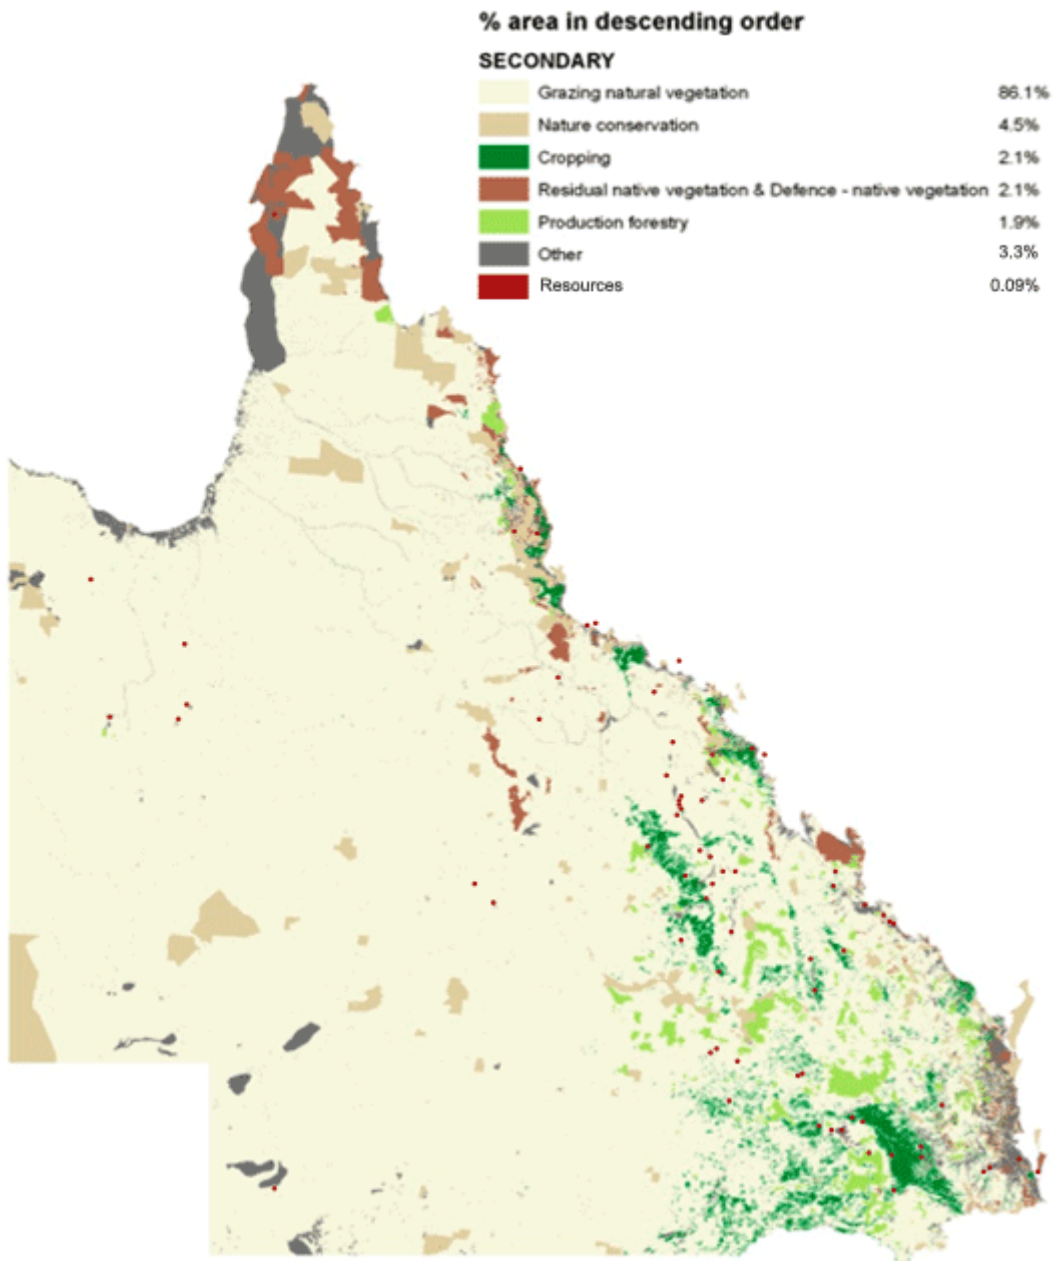 % area in descending order
SECONDARY
Grazing natural vegetation 86.1%
Nature conservation 4.5%
Cropping 2.1%
Residual native vegetation & Defence - native vegetation 2.1%
Production forestry 1.9%
Other 3.3%
Resources 0.09%